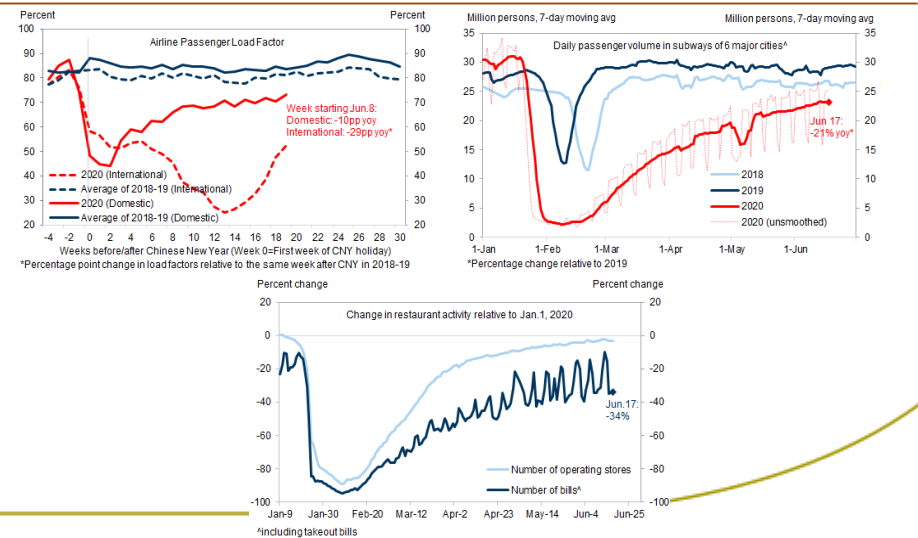 Percent
Percent
Airline Passenger Load Factor
100
90
80
70
60
50
40
30
20
100
90
80
70
60
50
40
30
20
Week starting Jun.8:
Domestic: -10pp yoy
International: -29pp yoy*
2020 (International)
Average of 2018-19 (International)
2020 (Domestic)
Average of 2018-19 (Domestic)
-4 -2 0 2 4 6 8 10 12 14 16 18 20 22 24 26 28 30
Weeks before/after Chinese New Year (Week 0=First week of CNY holiday)
*Percentage point change in load factors relative to the same week after CNY in 2018-19
Million persons, 7-day moving avg
Million persons, 7-day moving avg
Daily passenger volume in subways of 6 major cities^
35
30
25
20
15
10
5
0
35
30
25
20
15
10
5
0
Jun 17:
-21% yoy*
2018
2019
2020
2020 (unsmoothed)
1-Jan 1-Feb 1-Mar 1-Apr 1-May 1-Jun
*Percentage change relative to 2019
Percent change
Percent change
Change in restaurant activity relative to Jan.1, 2020
20
0
-20
-40
-60
-80
-100
20
0
-20
-40
-60
-80
-100
Jun.17:
-34%
Number of operating stores
Number of bills^
Jan-9 Jan-30 Feb-20 Mar-12 Apr-2 Apr-23 May-14 Jun-4 Jun-25
^including takeout bills